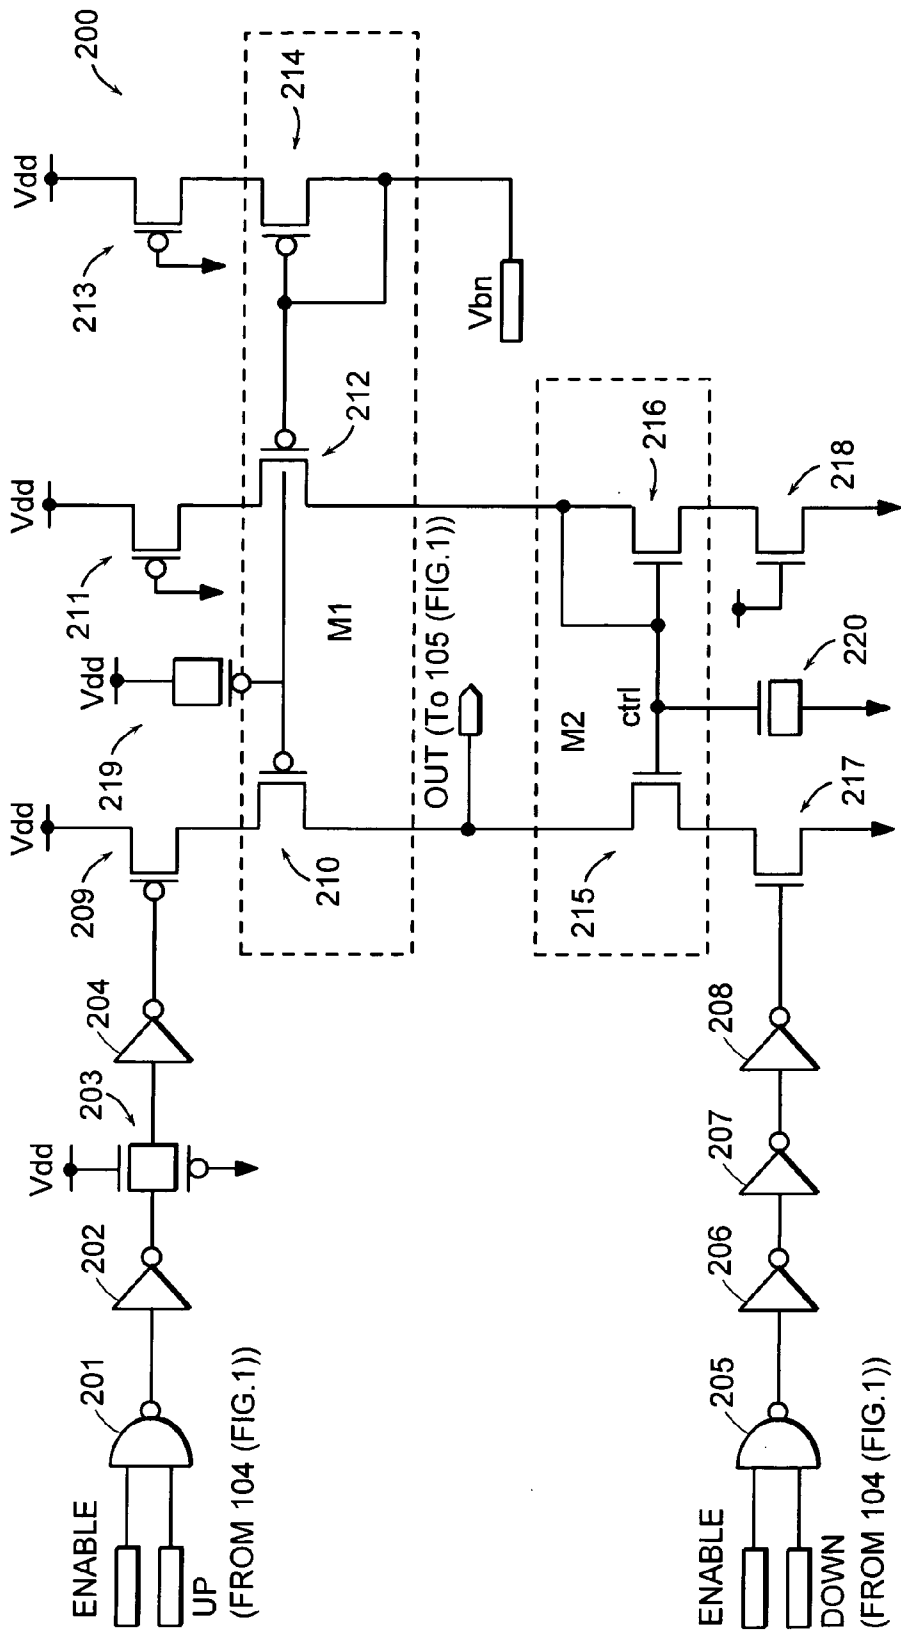 200
Vdd
213
214
Vbn
Vdd
211
212
Vdd
219
M1
216
218
Vdd
209
210
OUT (To 105 (FIG.1))
M2
ctrl
220
215
217
204
203
Vdd
202
208
207
206
201
205
ENABLE
UP
(FROM 104 (FIG.1))
ENABLE
DOWN
(FROM 104 (FIG.1))